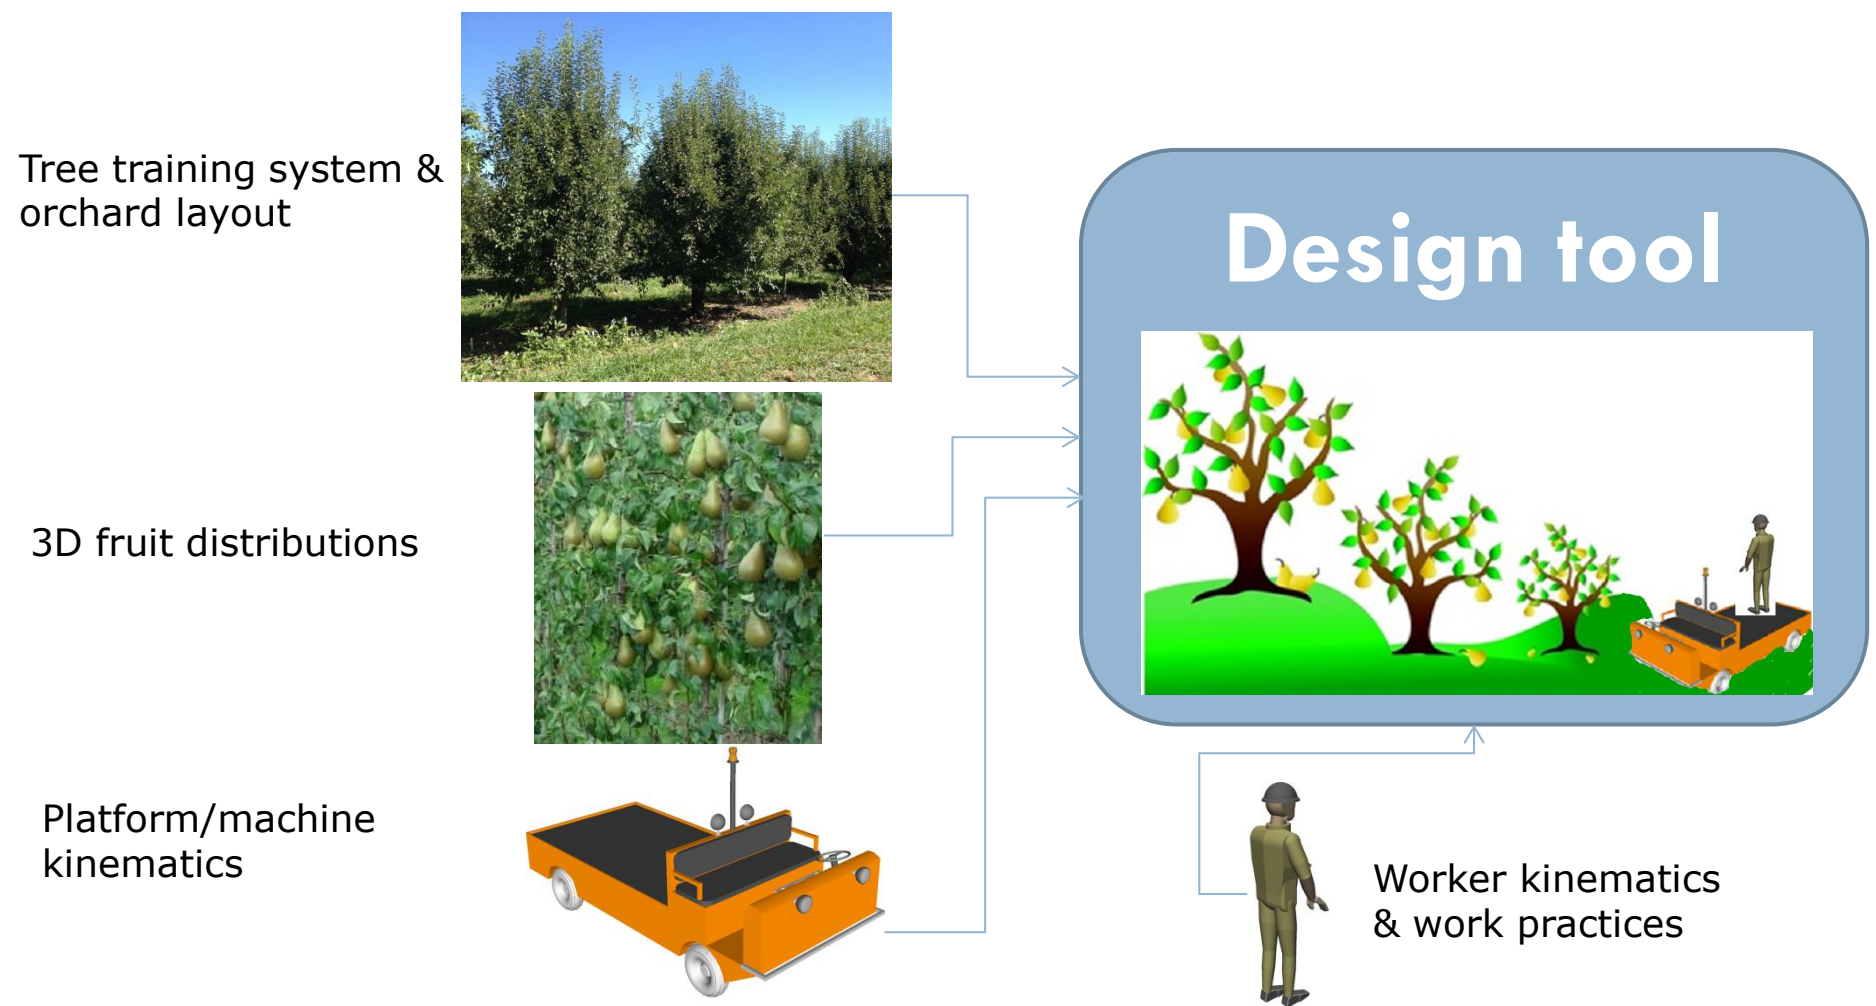 Tree training system &
orchard layout
Design tool
3D fruit distributions
Platform/machine
kinematics
Worker kinematics
& work practices